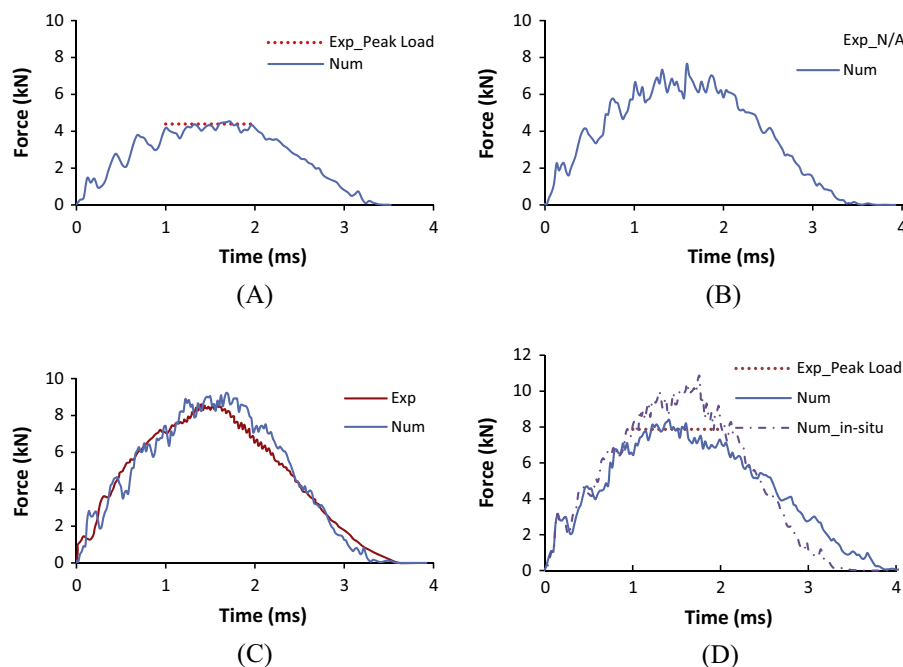 10
8
6
4
2
0
Force (kN)
Exp_Peak Load
Num
0 1 2 3 4
Time (ms)
(A)
10
8
6
4
2
0
Force (kN)
Exp_N/A
Num
0 1 2 3 4
Time (ms)
(B)
10
8
6
4
2
0
Force (kN)
Exp
Num
0 1 2 3 4
Time (ms)
(C)
12
10
8
6
4
2
0
Force (kN)
Exp_Peak Load
Num
Num_in-situ
0 1 2 3 4
Time (ms)
(D)